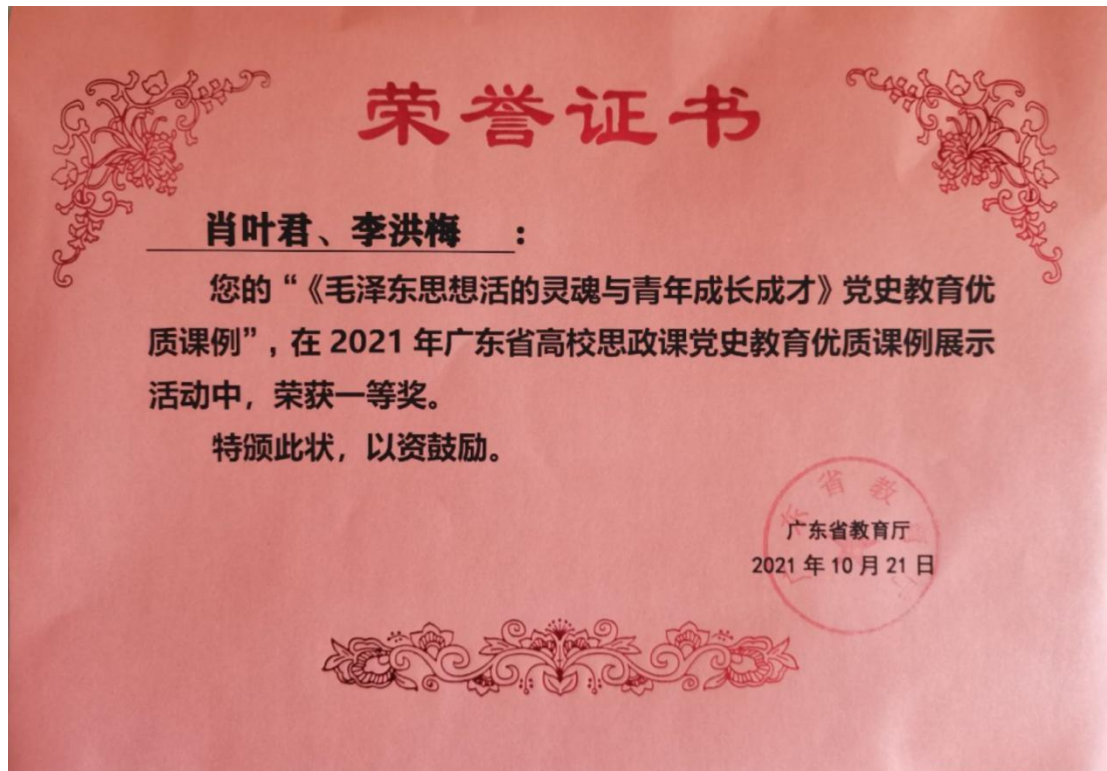 荣誉证书
肖叶君、李洪梅 ：
您的“《毛泽东思想活的灵魂与青年成长成才》党史教育优
质课例”，在 2021 年广东省高校思政课党史教育优质课例展示
活动中，荣获一等奖。
特颁此状，以资鼓励。
东省教
广东省教育厅
2021 年 10 月 21 日